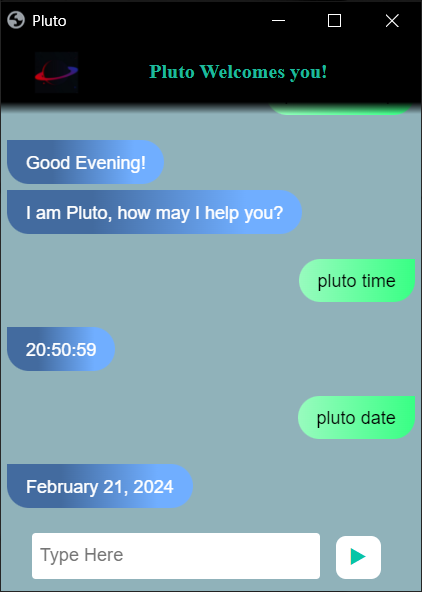 Pluto
Pluto Welcomes you!
Good Evening!
I am Pluto, how may I help you?
pluto time
20:50:59
pluto date
February 21, 2024
Type Here